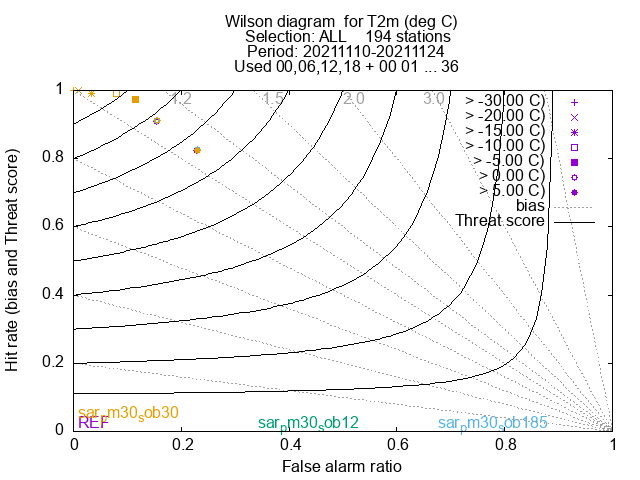 Wilson diagram for T2m (deg C)
Selection: ALL 194 stations
Period: 20211110-20211124
Used 00,06,12,18 + 00 01 ... 36
1.2
1.5
2.0
3.0
> -30.00 C)
> -20.00 C)
> -15.00 C)
> -10.00 C)
> -5.00 C)
> 0.00 C)
> 5.00 C)
bias
Threat score
1
0.8
0.6
0.4
0.2
0
Hit rate (bias and Threat score)
sar_pm30_sob30
REF
sar_pm30_sob12
sar_pm30_sob185
0 0.2 0.4 0.6 0.8 1
False alarm ratio